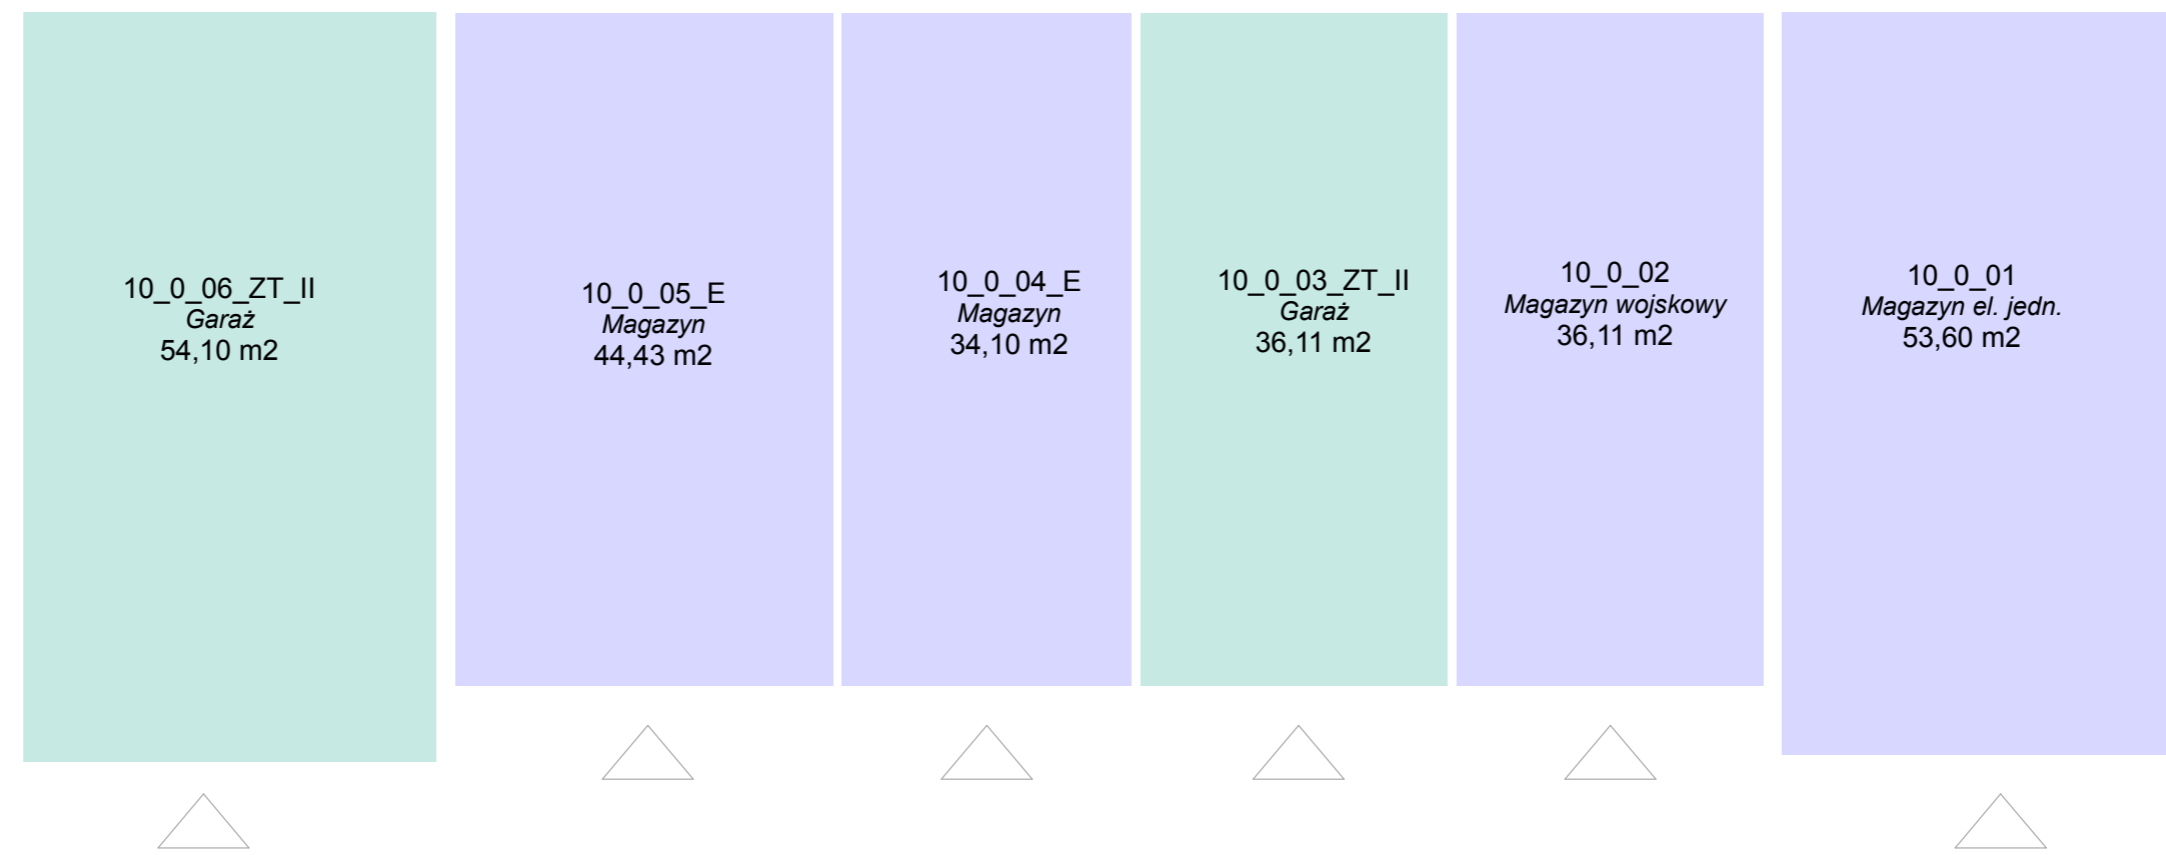 10_0_06_ZT_II
Garaż
54,10 m2
10_0_05_E
Magazyn
44,43 m2
10_0_04_E
Magazyn
34,10 m2
10_0_03_ZT_II
Garaż
36,11 m2
10_0_02
Magazyn wojskowy
36,11 m2
10_0_01
Magazyn el. jedn.
53,60 m2